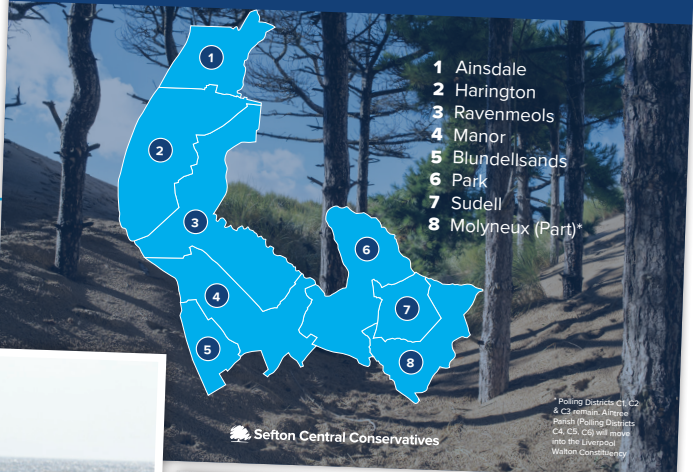 1 Ainsdale
2 Harington
3 Ravenmeols
4 Manor
5 Blundellsands
6 Park
7 Sudell
8 Molyneux (Part)*
1
2
3
6
4
7
5
8
* Polling Districts C1, C2
& C3 remain. Aintree
Parish (Polling Districts
C4, C5, C6) will move
into the Liverpool
Walton Constituency
Sefton Central Conservatives